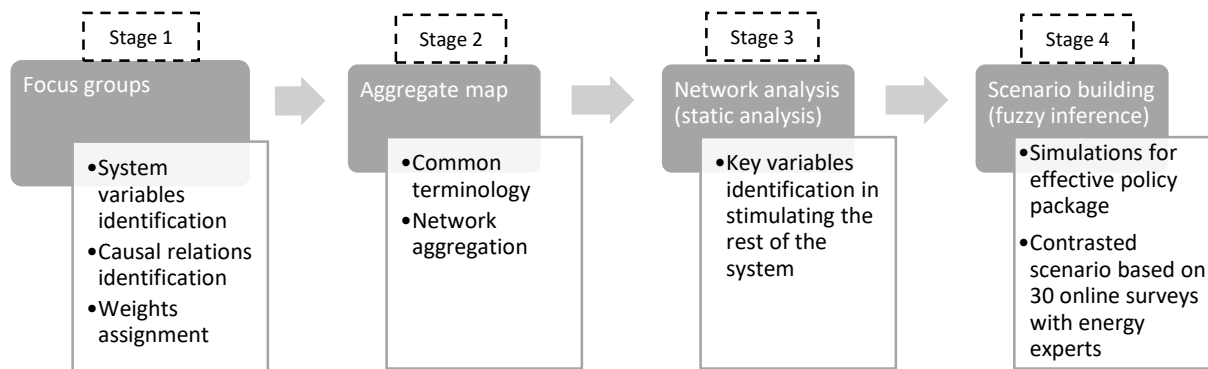 Stage 1
Focus groups
•System
variables
identification
•Causal relations
identification
•Weights
assignment
Stage 2
Aggregate map
•Common
terminology
•Network
aggregation
Stage 3
Network analysis
(static analysis)
•Key variables
identification in
stimulating the
rest of the
system
Stage 4
Scenario building
(fuzzy inference)
•Simulations for
effective policy
package
•Contrasted
scenario based on
30 online surveys
with energy
experts